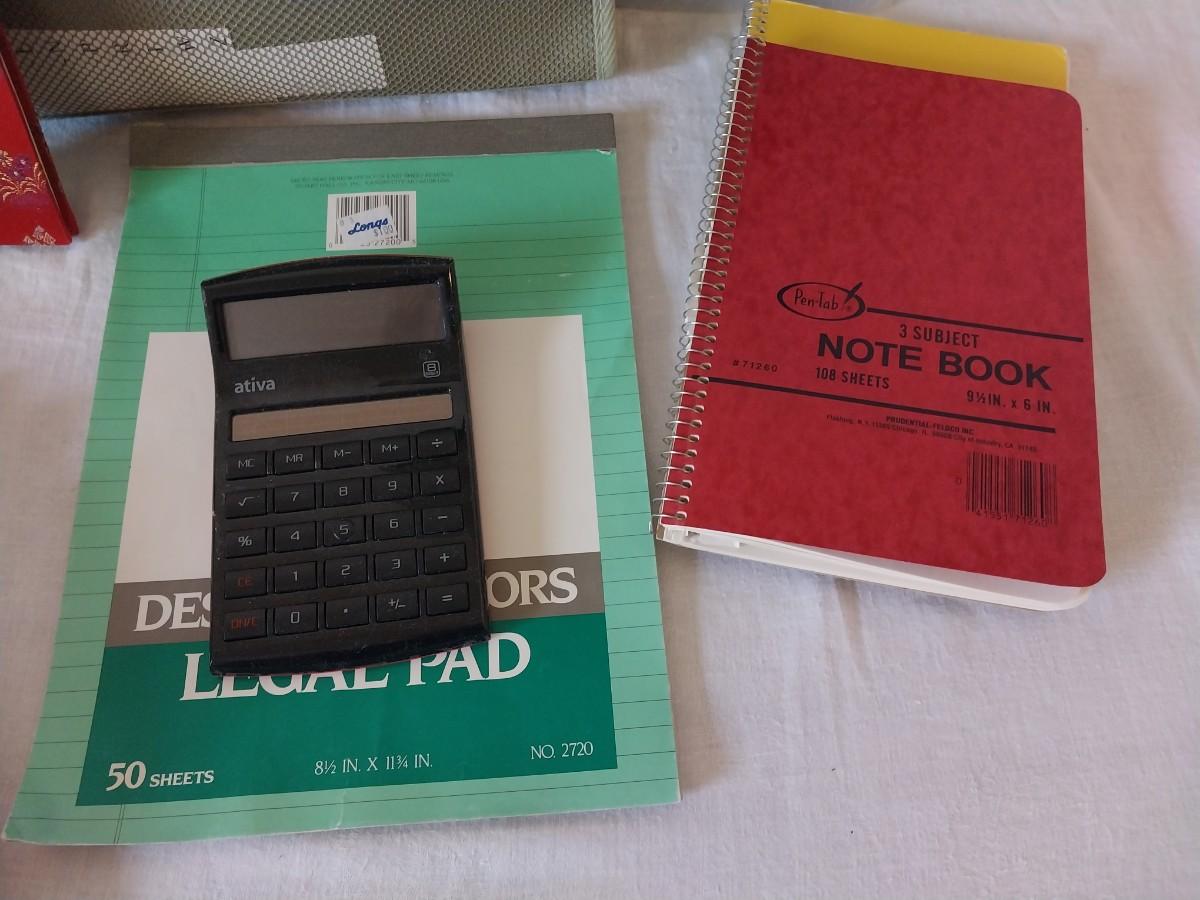 Longs
$1.00
ativa
MC MR M- M+ ÷
√ 7 8 9 X
% 4 5 6 −
CE 1 2 3 +
ON/C 0 . +/− =
DES ORS
LEGAL PAD
50 SHEETS
8½ IN. X 11¾ IN.
NO. 2720
Pen-Tab ®
3 SUBJECT
NOTE BOOK
#71260
108 SHEETS
9½ IN. x 6 IN.
PRUDENTIAL-FELDCO INC